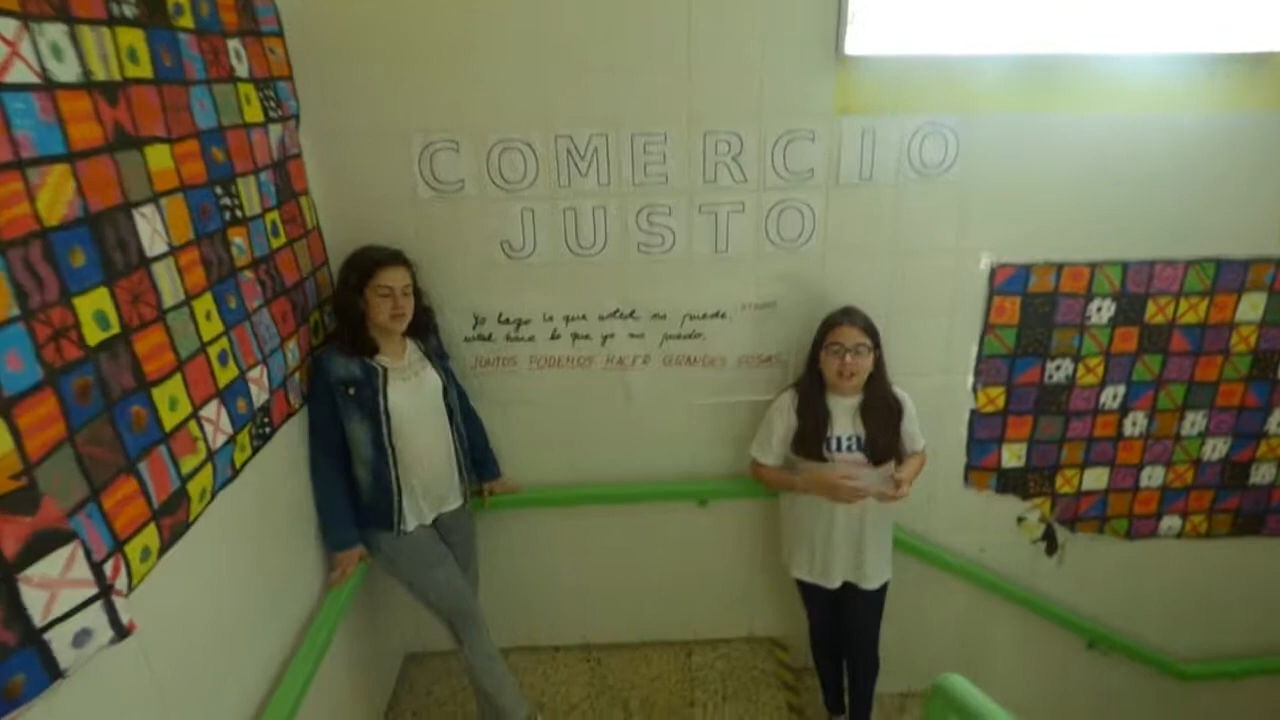 COMERCIO
JUSTO
Yo hago lo que usted no puede,
usted hace lo que yo no puedo.
JUNTOS PODEMOS HACER GRANDES COSAS
ua